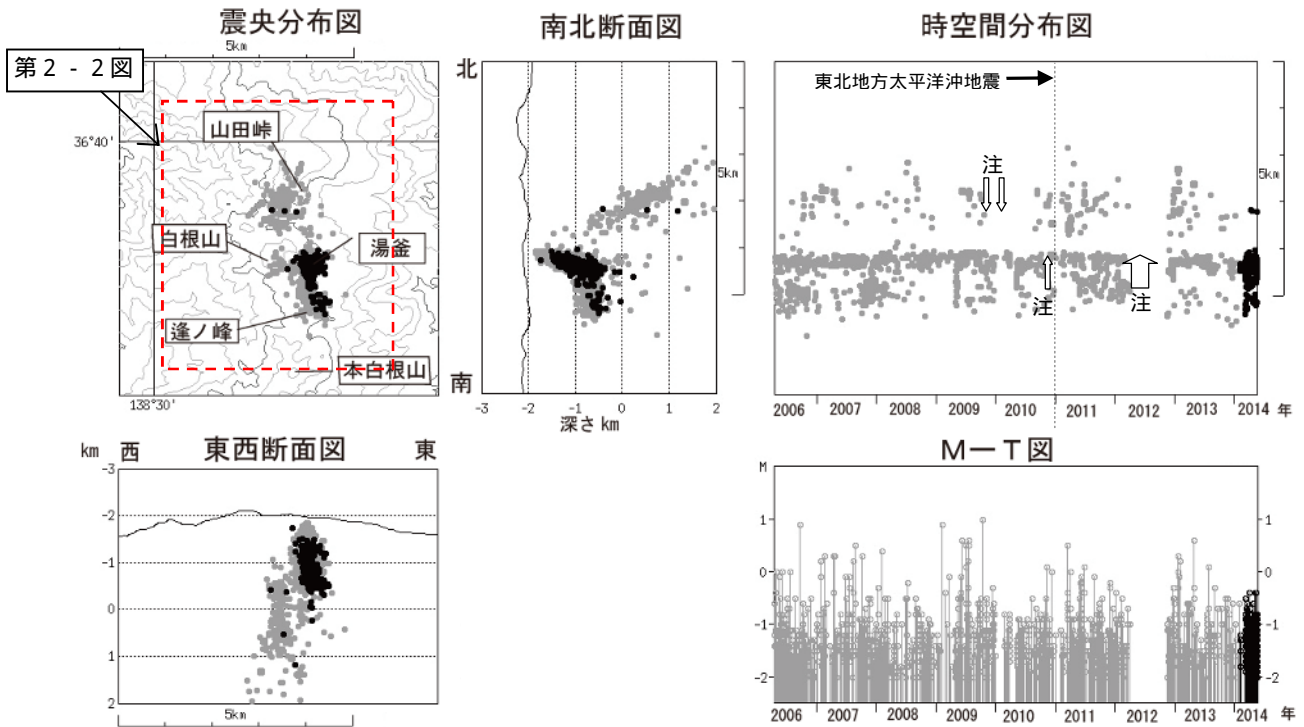 震央分布図
5km
第２‐２図
36°40'
山田峠
白根山
湯釜
逢ノ峰
本白根山
138°30'
南北断面図
北
南
5km
-3 -2 -1 0 1 2
深さ km
時空間分布図
東北地方太平洋沖地震
注
注
注
5km
2006 2007 2008 2009 2010 2011 2012 2013 2014 年
東西断面図
km 西 東
-3
-2
-1
0
1
2
5km
M－T図
M
1 1
0 0
-1 -1
-2 -2
2006 2007 2008 2009 2010 2011 2012 2013 2014 年